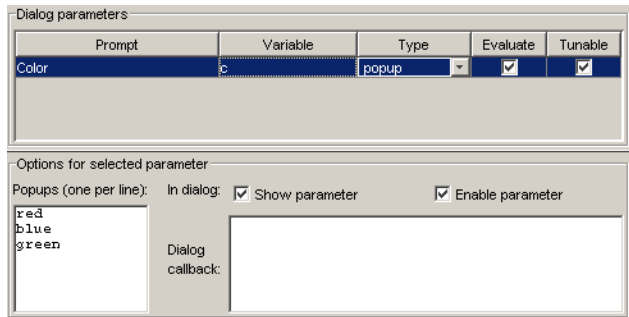 Dialog parameters
Prompt Variable Type Evaluate Tunable
Color c popup
Options for selected parameter
Popups (one per line): In dialog: Show parameter Enable parameter
red
blue
green
Dialog
callback: